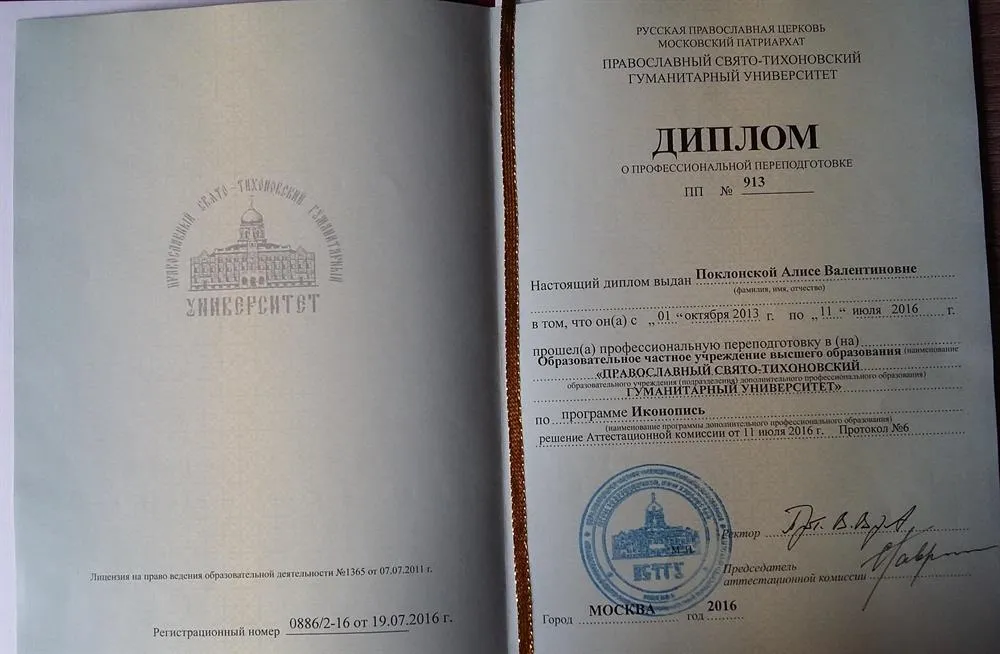 ПРАВОСЛАВНЫЙ СВЯТО-ТИХОНОВСКИЙ ГУМАНИТАРНЫЙ
УНИВЕРСИТЕТ
Лицензия на право ведения образовательной деятельности №1365 от 07.07.2011 г.
Регистрационный номер 0886/2-16 от 19.07.2016 г.
РУССКАЯ ПРАВОСЛАВНАЯ ЦЕРКОВЬ
МОСКОВСКИЙ ПАТРИАРХАТ
ПРАВОСЛАВНЫЙ СВЯТО-ТИХОНОВСКИЙ
ГУМАНИТАРНЫЙ УНИВЕРСИТЕТ
ДИПЛОМ
О ПРОФЕССИОНАЛЬНОЙ ПЕРЕПОДГОТОВКЕ
ПП № 913
Настоящий диплом выдан Поклонской Алисе Валентиновне
(фамилия, имя, отчество)
в том, что он(а) с „01“ октября 2013 г. по „11“ июля 2016 г.
прошел(а) профессиональную переподготовку в (на)
Образовательное частное учреждение высшего образования (наименование
«ПРАВОСЛАВНЫЙ СВЯТО-ТИХОНОВСКИЙ
образовательного учреждения (подразделения) дополнительного профессионального образования)
ГУМАНИТАРНЫЙ УНИВЕРСИТЕТ»
по программе Иконопись
(наименование программы дополнительного профессионального образования)
решение Аттестационной комиссии от 11 июля 2016 г. Протокол №6
М.П.
ПСТГУ
Ректор
Председатель
аттестационной комиссии
Город МОСКВА год 2016